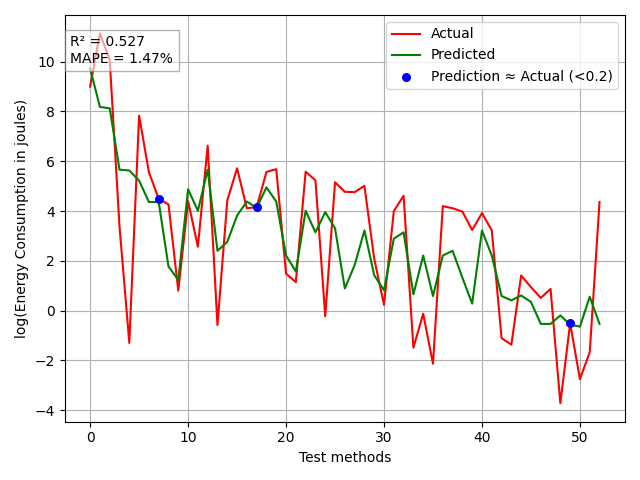 R² = 0.527
MAPE = 1.47%
Actual
Predicted
Prediction ≈ Actual (<0.2)
log(Energy Consumption in joules)
10
8
6
4
2
0
−2
−4
0 10 20 30 40 50
Test methods